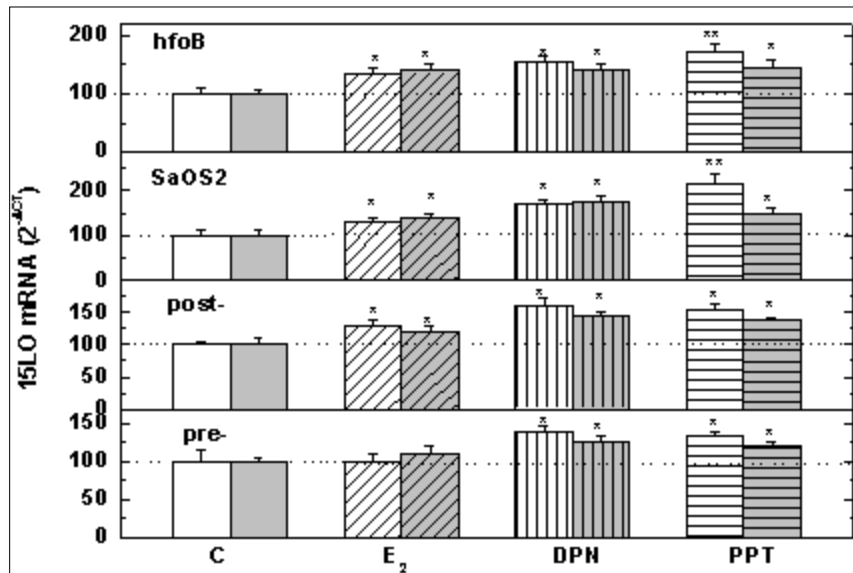 15LO mRNA (2^-ΔCT)
200
hfoB
* * * * ** *
100
0
SaOS2
200
* * * * ** *
100
0
150
post-
* * * * * *
100
50
0
150
pre-
* * * *
100
50
0
C E₂ DPN PPT